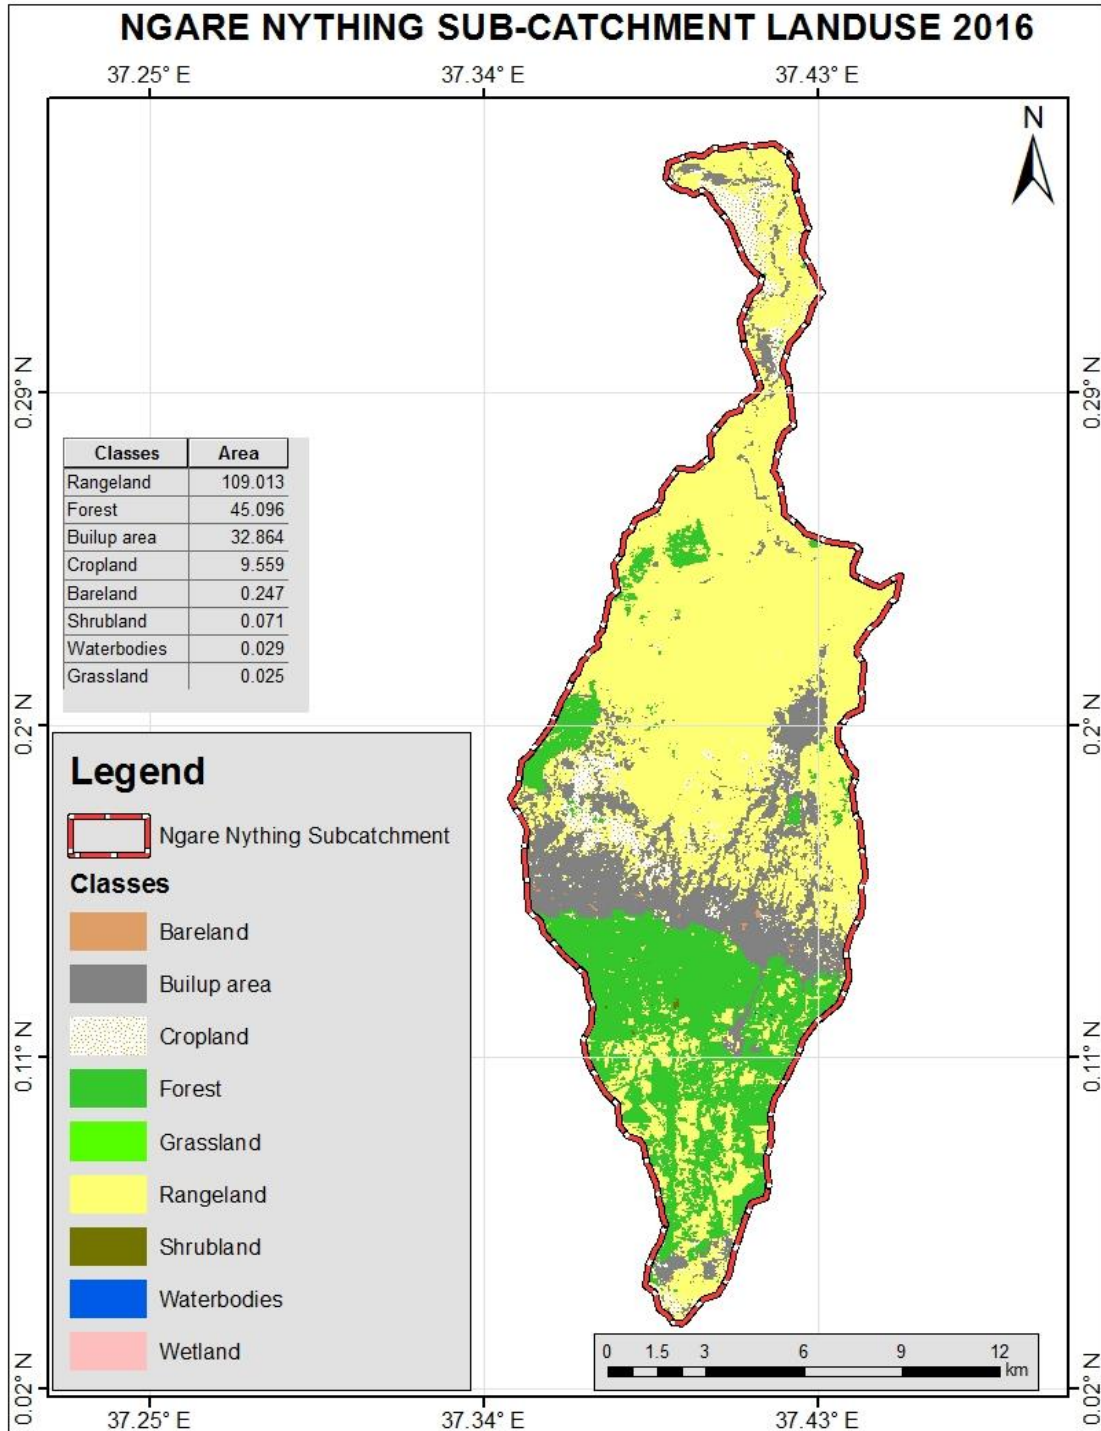 NGARE NYTHING SUB-CATCHMENT LANDUSE 2016
37.25° E 37.34° E 37.43° E
N
0.29° N 0.29° N
Classes Area
Rangeland 109.013
Forest 45.096
Builup area 32.864
Cropland 9.559
Bareland 0.247
Shrubland 0.071
Waterbodies 0.029
Grassland 0.025
0.2° N 0.2° N
Legend
Ngare Nything Subcatchment
Classes
Bareland
Builup area
Cropland
Forest
Grassland
Rangeland
Shrubland
Waterbodies
Wetland
0.11° N 0.11° N
0 1.5 3 6 9 12
km
0.02° N 0.02° N
37.25° E 37.34° E 37.43° E